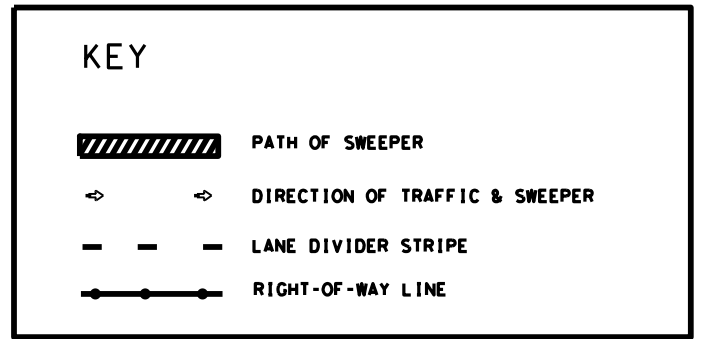 KEY
PATH OF SWEEPER
DIRECTION OF TRAFFIC & SWEEPER
LANE DIVIDER STRIPE
RIGHT-OF-WAY LINE